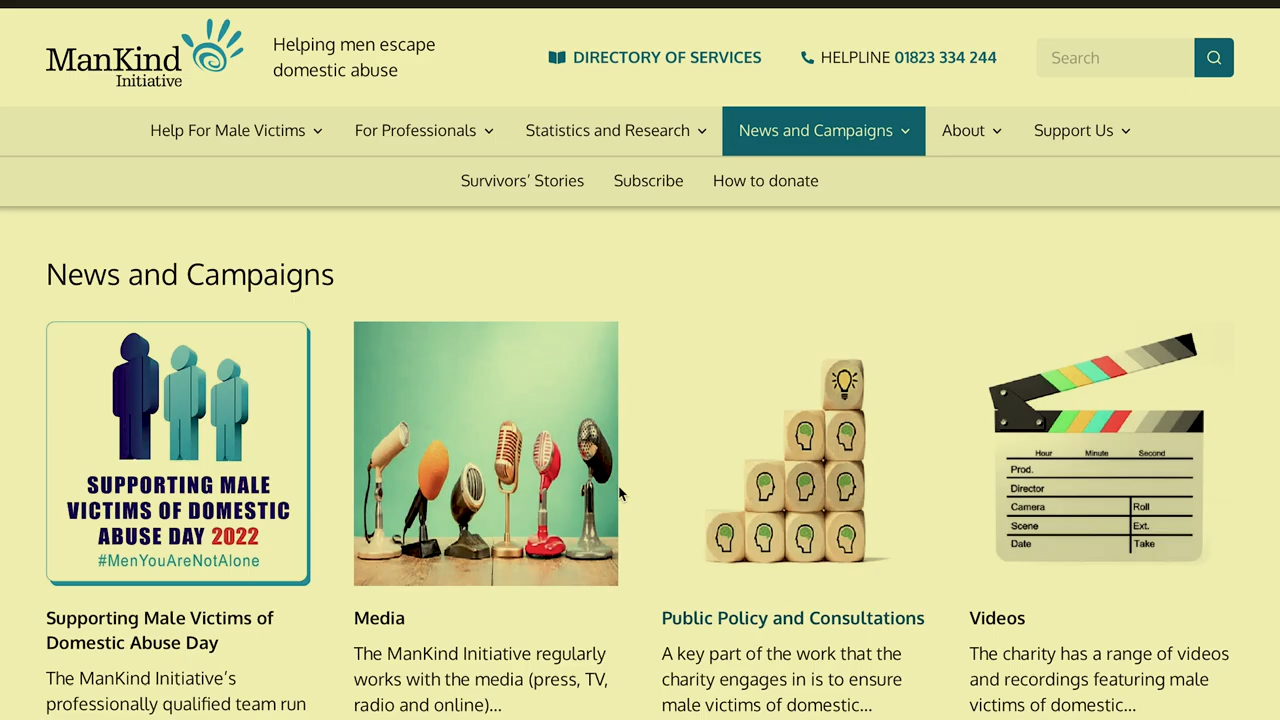 ManKind
Initiative
Helping men escape
domestic abuse
DIRECTORY OF SERVICES
HELPLINE 01823 334 244
Search
Help For Male Victims
For Professionals
Statistics and Research
News and Campaigns
About
Support Us
Survivors’ Stories
Subscribe
How to donate
News and Campaigns
SUPPORTING MALE
VICTIMS OF DOMESTIC
ABUSE DAY 2022
#MenYouAreNotAlone
Hour Minute Second
Prod.
Director
Camera Roll
Scene Ext.
Date Take
Supporting Male Victims of
Domestic Abuse Day
The ManKind Initiative’s
professionally qualified team run
Media
The ManKind Initiative regularly
works with the media (press, TV,
radio and online)...
Public Policy and Consultations
A key part of the work that the
charity engages in is to ensure
male victims of domestic...
Videos
The charity has a range of videos
and recordings featuring male
victims of domestic...